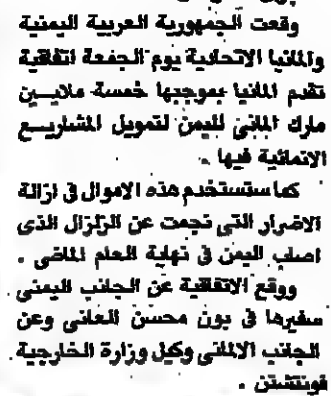 وقعت الجمهورية العربية اليمنية
والمانيا الاتحادية يوم الجمعة اتفاقية
تقدم المانيا بموجبها خمسة ملايين
مارك المانى لليمن لتمويل المشاريع
الانمائية فيها .
كما ستستخدم هذه الاموال فى ازالة
الاضرار التى نجمت عن الزلزال الذى
اصاب اليمن فى نهاية العام الماضى .
ووقع الاتفاقية عن الجانب اليمنى
سفيرها فى بون محسن العانى وعن
الجانب الالمانى وكيل وزارة الخارجية
فونتشتن .